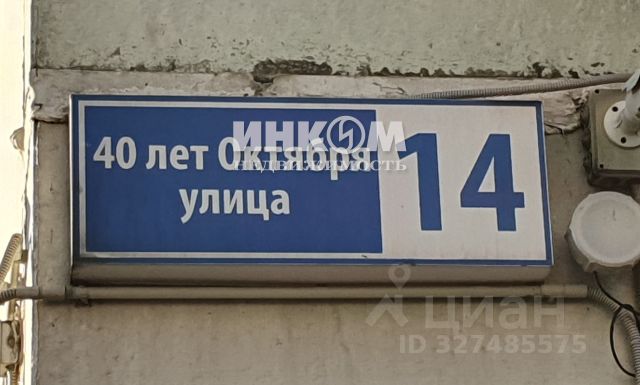 ИНКОМ
НЕДВИЖИМОСТЬ
40 лет Октября
улица
14
циан
ID 327485575